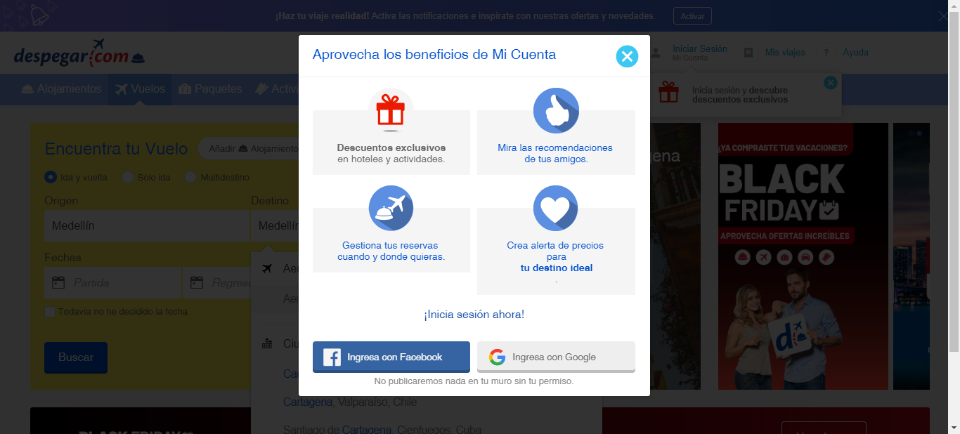 ¡Haz tu viaje realidad! Activa las notificaciones e inspírate con nuestras ofertas y novedades.
Activar
despegar.com
Iniciar Sesión
Mi Cuenta
Mis viajes
? Ayuda
Alojamientos
Vuelos
Paquetes
Inicia sesión y descubre
descuentos exclusivos
Aprovecha los beneficios de Mi Cuenta
Descuentos exclusivos
en hoteles y actividades.
Mira las recomendaciones
de tus amigos.
Gestiona tus reservas
cuando y donde quieras.
Crea alerta de precios
para
tu destino ideal
.
¡Inicia sesión ahora!
Ingresa con Facebook
Ingresa con Google
No publicaremos nada en tu muro sin tu permiso.
Encuentra tu Vuelo
Añadir Alojamiento
Ida y vuelta
Sólo ida
Multidestino
Origen
Destino
Medellín
Medellín
Fechas
Partida
Todavía no he decidido la fecha
Buscar
Cartagena, Valparaíso, Chile
Santiago de Cartagena, Cienfuegos, Cuba
¿YA COMPRASTE TUS VACACIONES?
BLACK
FRIDAY
APROVECHA OFERTAS INCREIBLES
BLACK FRIDAY